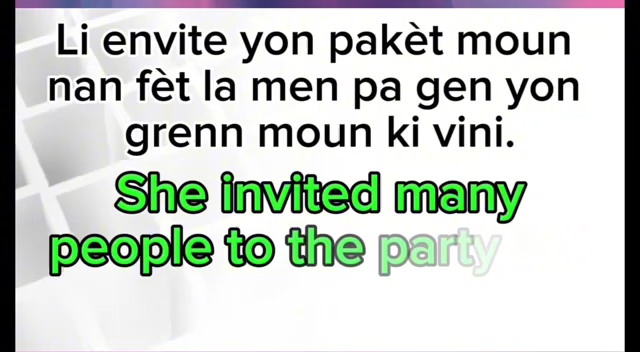 Li envite yon pakèt moun
nan fèt la men pa gen yon
grenn moun ki vini.
She invited many
people to the party